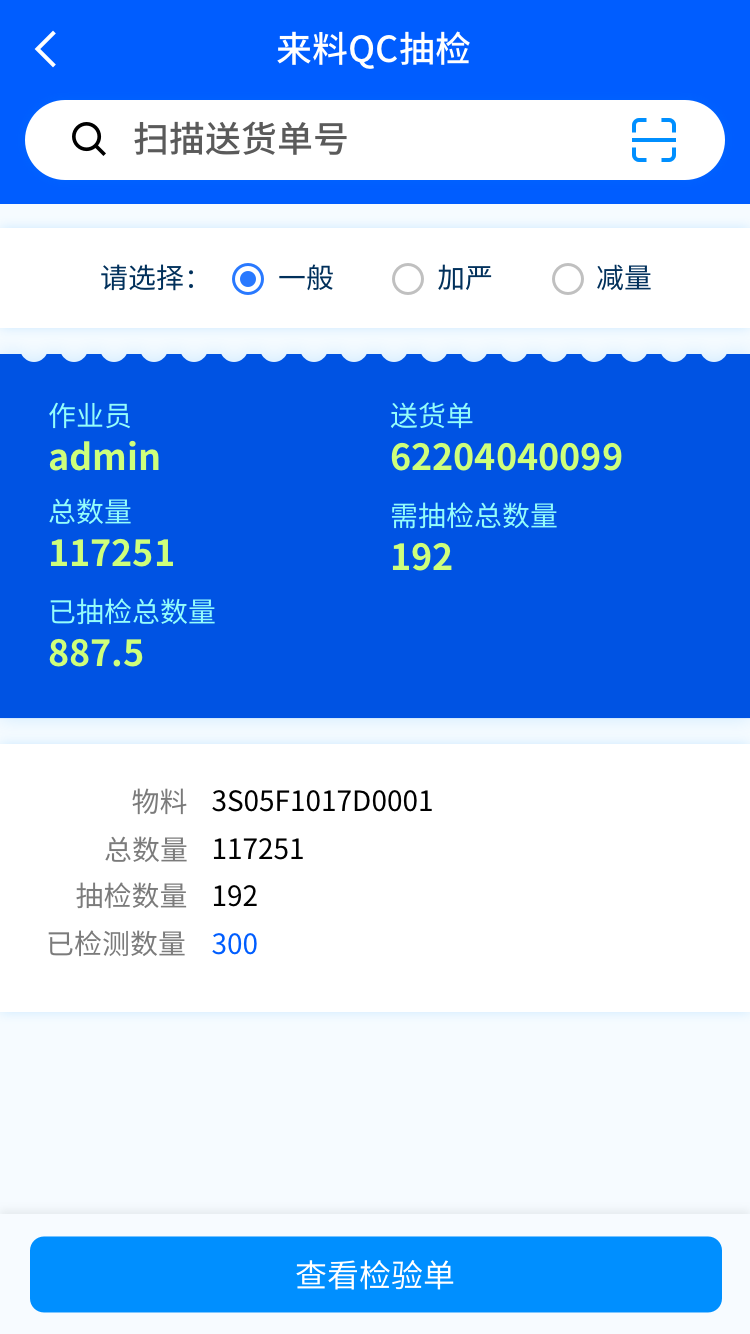 来料QC抽检
扫描送货单号
请选择： 一般 加严 减量
作业员 送货单
admin 62204040099
总数量 需抽检总数量
117251 192
已抽检总数量
887.5
物料 3S05F1017D0001
总数量 117251
抽检数量 192
已检测数量 300
查看检验单